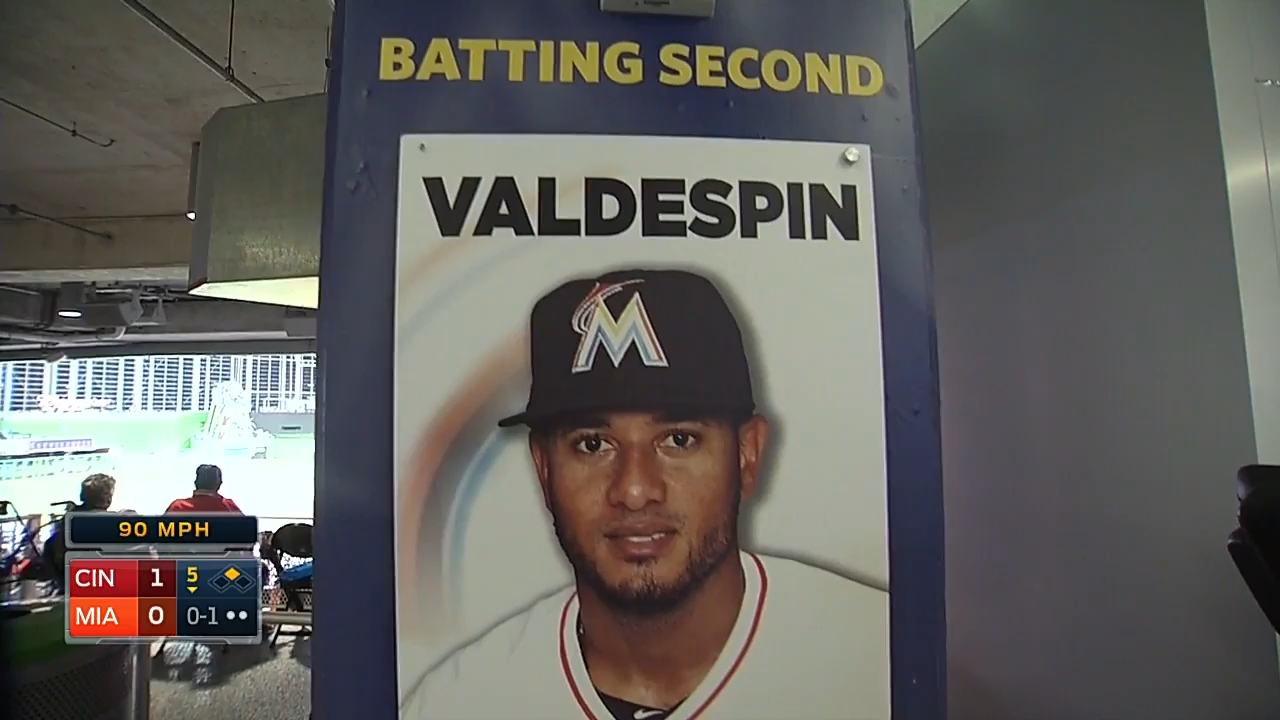 BATTING SECOND
VALDESPIN
M
90 MPH
CIN 1 5
MIA 0 0-1